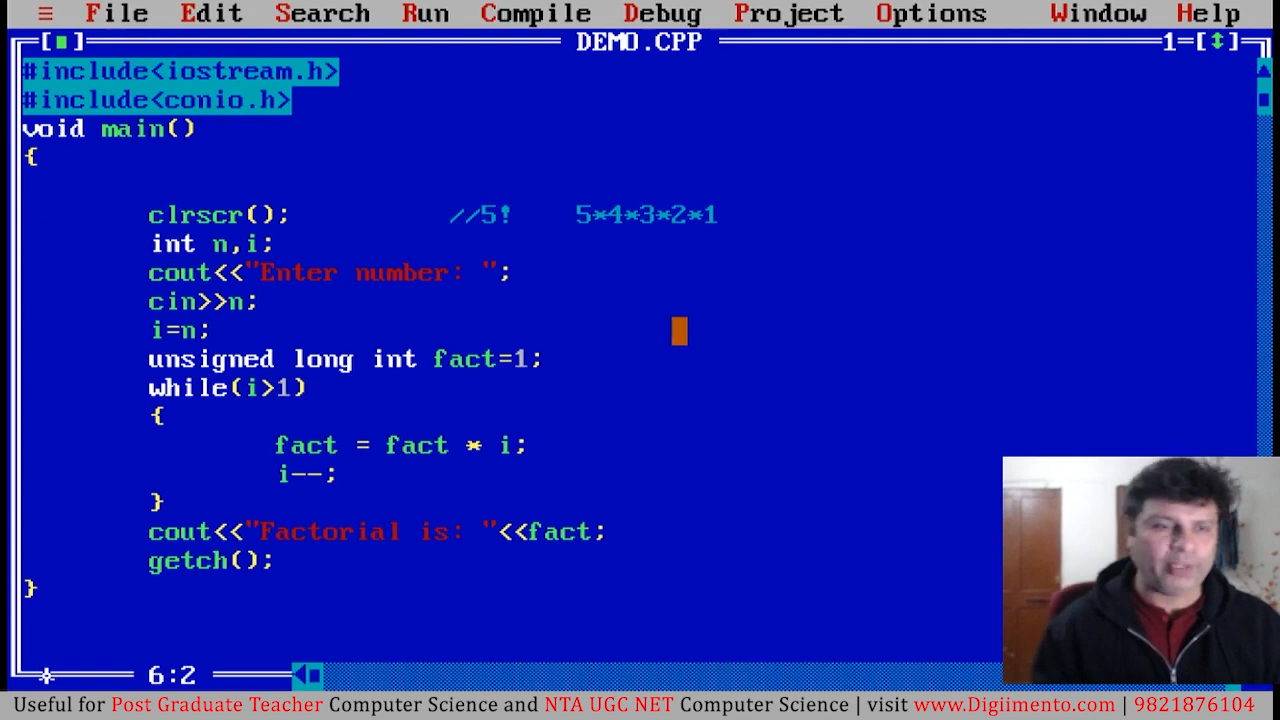 ≡ File Edit Search Run Compile Debug Project Options Window Help
[■] DEMO.CPP 1=[↕]
#include<iostream.h>
#include<conio.h>
void main()
{
clrscr(); //5! 5*4*3*2*1
int n,i;
cout<<"Enter number: ";
cin>>n;
i=n;
unsigned long int fact=1;
while(i>1)
{
fact = fact * i;
i--;
}
cout<<"Factorial is: "<<fact;
getch();
}
6:2
Useful for Post Graduate Teacher Computer Science and NTA UGC NET Computer Science | visit www.Digiimento.com | 9821876104